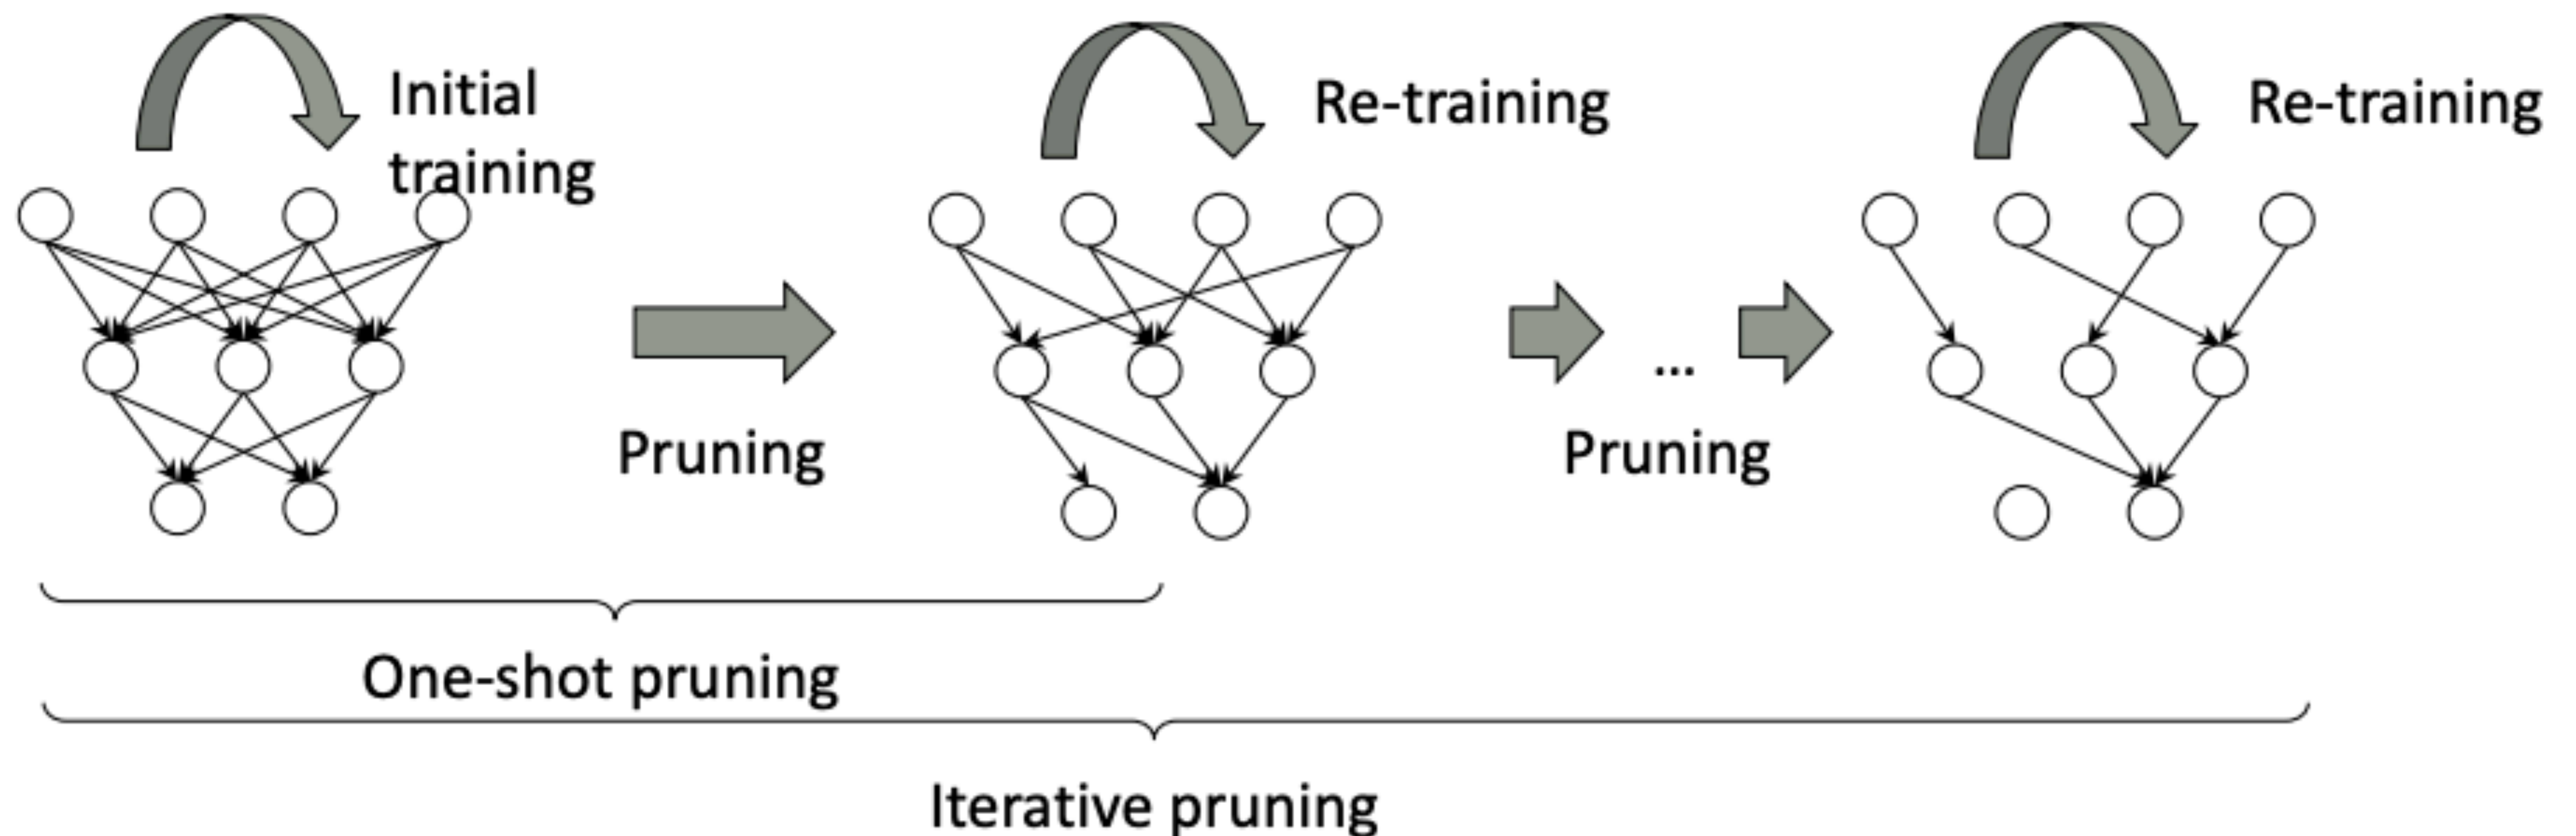 Initial
training
Re-training
Re-training
Pruning
...
Pruning
One-shot pruning
Iterative pruning